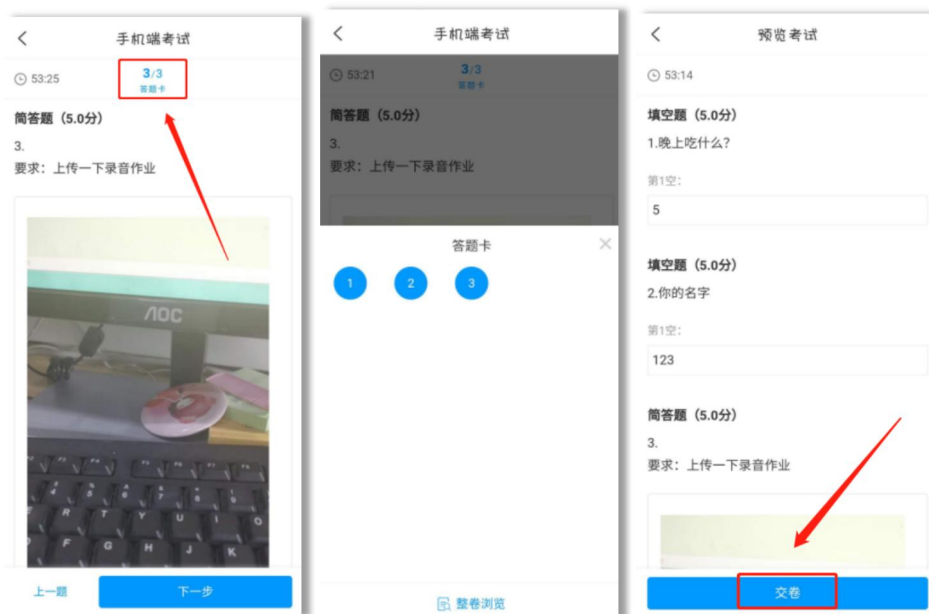 手机端考试
53:25
3/3
答题卡
简答题（5.0分）
3.
要求：上传一下录音作业
AOC
4 5 6 7 8 9
E R T Y U I O
F G H J K
上一题
下一步
手机端考试
53:21
3/3
答题卡
简答题（5.0分）
3.
要求：上传一下录音作业
答题卡
1
2
3
整卷浏览
预览考试
53:14
填空题（5.0分）
1.晚上吃什么?
第1空：
5
填空题（5.0分）
2.你的名字
第1空：
123
简答题（5.0分）
3.
要求：上传一下录音作业
交卷